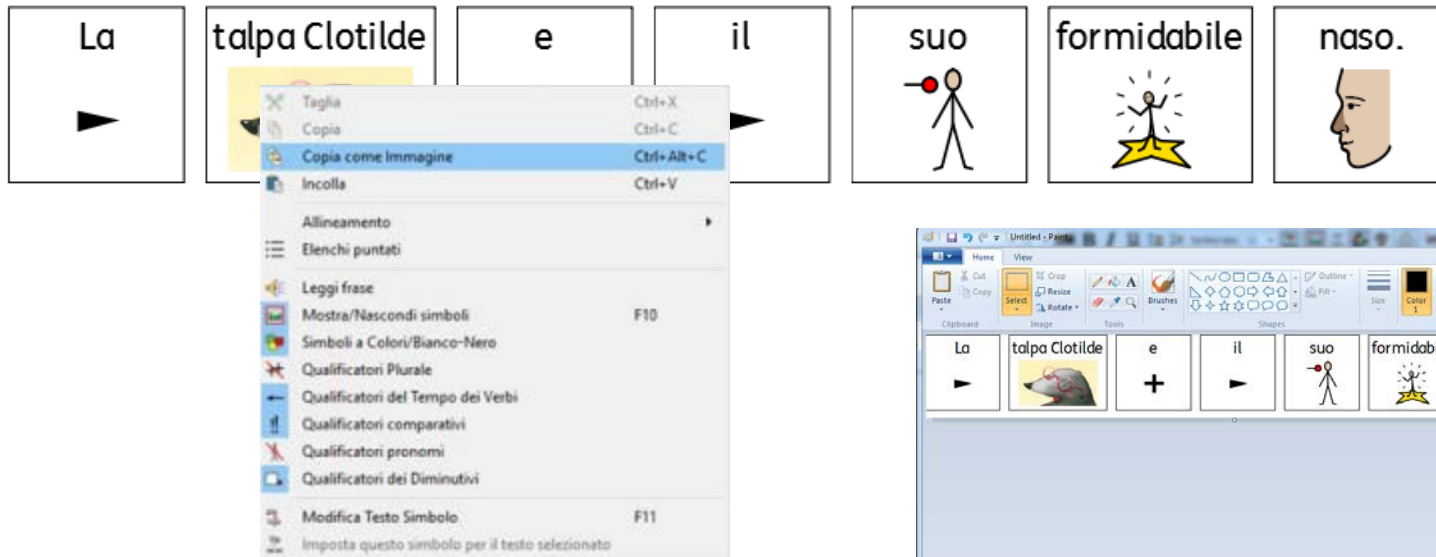 La talpa Clotilde e il suo formidabile naso.
Taglia Ctrl+X
Copia Ctrl+C
Copia come Immagine Ctrl+Alt+C
Incolla Ctrl+V
Allineamento
Elenchi puntati
Leggi frase
Mostra/Nascondi simboli F10
Simboli a Colori/Bianco-Nero
Qualificatori Plurale
Qualificatori del Tempo dei Verbi
Qualificatori comparativi
Qualificatori pronomi
Qualificatori dei Diminutivi
Modifica Testo Simbolo F11
Imposta questo simbolo per il testo selezionato
Untitled - Paint
Home View
Paste
Cut
Copy
Clipboard
Select
Crop
Resize
Rotate
Image
A
Tools
Brushes
Outline
Fill
Shapes
Size
Color
1
La talpa Clotilde e il suo formidab